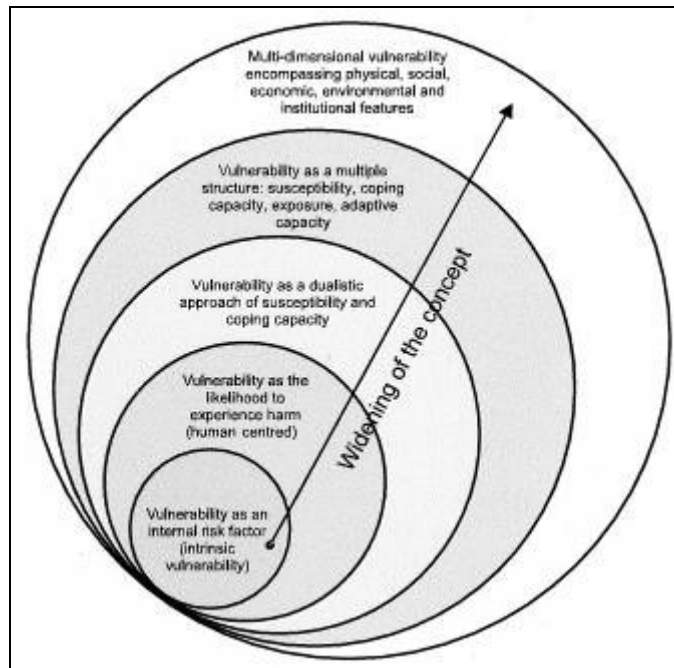 Multi-dimensional vulnerability
encompassing physical, social,
economic, environmental and
institutional features
Vulnerability as a multiple
structure: susceptibility, coping
capacity, exposure, adaptive
capacity
Vulnerability as a dualistic
approach of susceptibility and
coping capacity
Widening of the concept
Vulnerability as the
likelihood to
experience harm
(human centred)
Vulnerability as an
internal risk factor
(intrinsic
vulnerability)